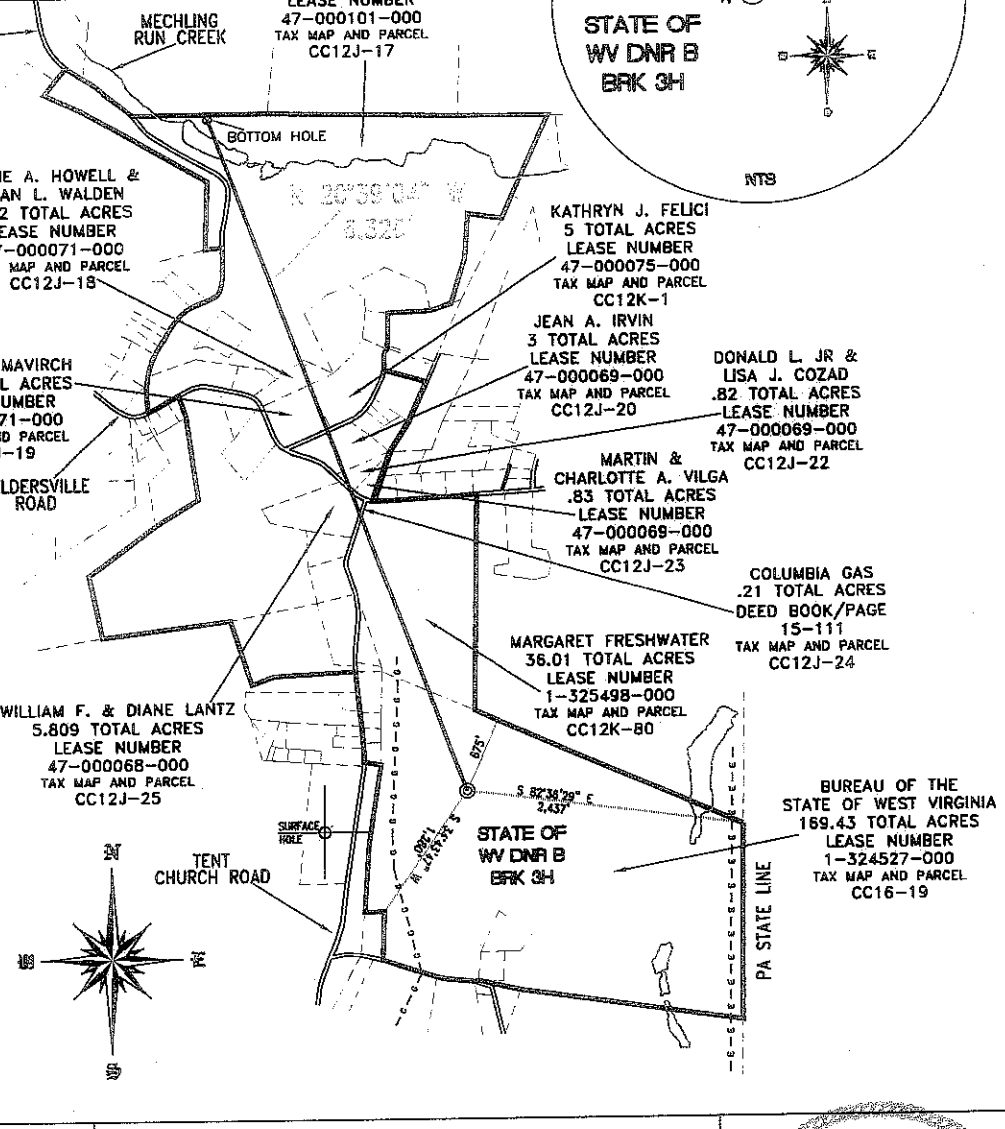 MECHLING
RUN CREEK
LEASE NUMBER
47-000101-000
TAX MAP AND PARCEL
CC12J-17
STATE OF
WV DNR B
BRK 3H
NTS
BOTTOM HOLE
N 20°39'04" W
6,326'
A. HOWELL &
L. WALDEN
TOTAL ACRES
NUMBER
-000071-000
MAP AND PARCEL
CC12J-18
KATHRYN J. FELICI
5 TOTAL ACRES
LEASE NUMBER
47-000075-000
TAX MAP AND PARCEL
CC12K-1
JEAN A. IRVIN
3 TOTAL ACRES
LEASE NUMBER
47-000069-000
TAX MAP AND PARCEL
CC12J-20
DONALD L. JR &
LISA J. COZAD
.82 TOTAL ACRES
LEASE NUMBER
47-000069-000
TAX MAP AND PARCEL
CC12J-22
MAVIRCH
ACRES
71-000
PARCEL
-19
ROAD
MARTIN &
CHARLOTTE A. VILGA
.83 TOTAL ACRES
LEASE NUMBER
47-000069-000
TAX MAP AND PARCEL
CC12J-23
COLUMBIA GAS
.21 TOTAL ACRES
DEED BOOK/PAGE
15-111
TAX MAP AND PARCEL
CC12J-24
MARGARET FRESHWATER
36.01 TOTAL ACRES
LEASE NUMBER
1-325498-000
TAX MAP AND PARCEL
CC12K-80
WILLIAM F. & DIANE LANTZ
5.809 TOTAL ACRES
LEASE NUMBER
47-000068-000
TAX MAP AND PARCEL
CC12J-25
675'
S 82°38'29" E
2,437'
1,280'
STATE OF
WV DNR B
BRK 3H
BUREAU OF THE
STATE OF WEST VIRGINIA
169.43 TOTAL ACRES
LEASE NUMBER
1-324527-000
TAX MAP AND PARCEL
CC16-19
SURFACE
HOLE
TENT
CHURCH ROAD
PA STATE LINE
N
S